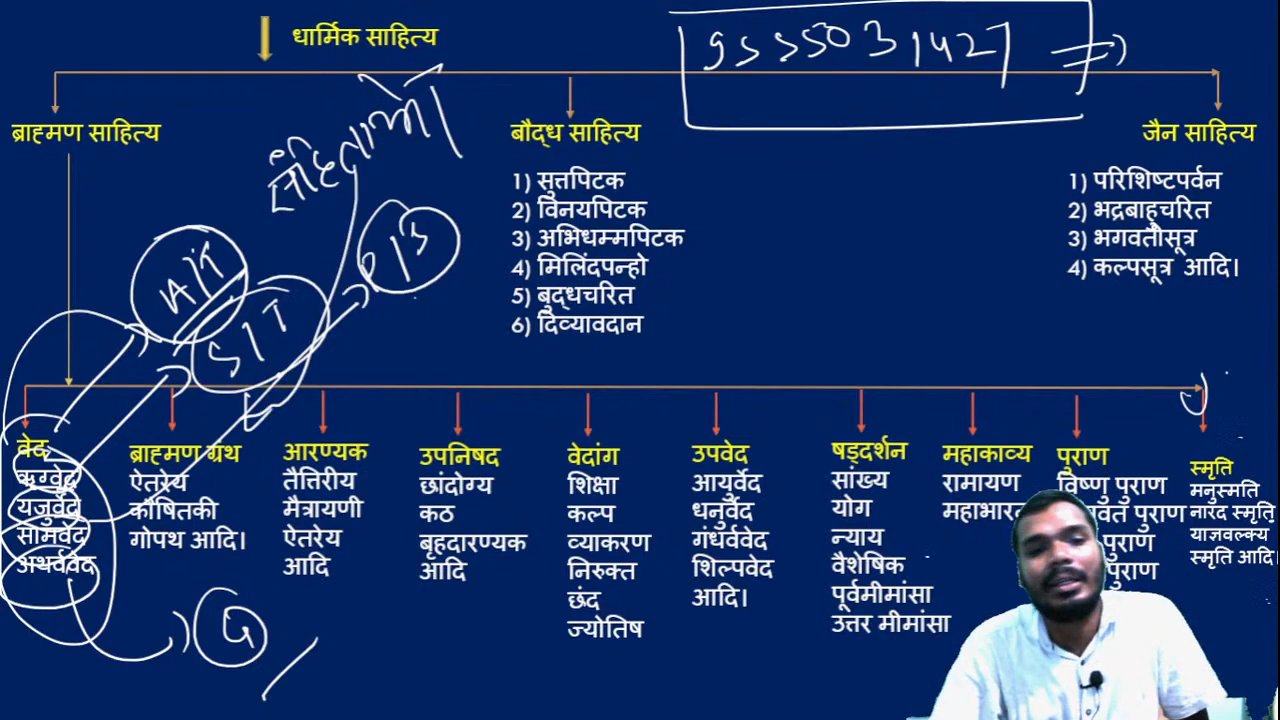 धार्मिक साहित्य
9555031427
ब्राह्मण साहित्य
बौद्ध साहित्य
1) सुत्तपिटक
2) विनयपिटक
3) अभिधम्मपिटक
4) मिलिंदपन्हो
5) बुद्धचरित
6) दिव्यावदान
जैन साहित्य
1) परिशिष्टपर्वन
2) भद्रबाहुचरित
3) भगवतीसूत्र
4) कल्पसूत्र आदि।
संहिताओं
वेद
ऋग्वेद
यजुर्वेद
सामवेद
अथर्ववेद
ब्राह्मण ग्रंथ
ऐतरेय
कौषितकी
गोपथ आदि।
आरण्यक
तैत्तिरीय
मैत्रायणी
ऐतरेय
आदि
उपनिषद
छांदोग्य
कठ
बृहदारण्यक
आदि
वेदांग
शिक्षा
कल्प
व्याकरण
निरुक्त
छंद
ज्योतिष
उपवेद
आयुर्वेद
धनुर्वेद
गंधर्ववेद
शिल्पवेद
आदि।
षड्दर्शन
सांख्य
योग
न्याय
वैशेषिक
पूर्वमीमांसा
उत्तर मीमांसा
महाकाव्य
रामायण
पुराण
विष्णु पुराण
पुराण
पुराण
पुराण
स्मृति
मनुस्मति
नारद स्मृति
याज्ञवल्क्य
स्मृति आदि